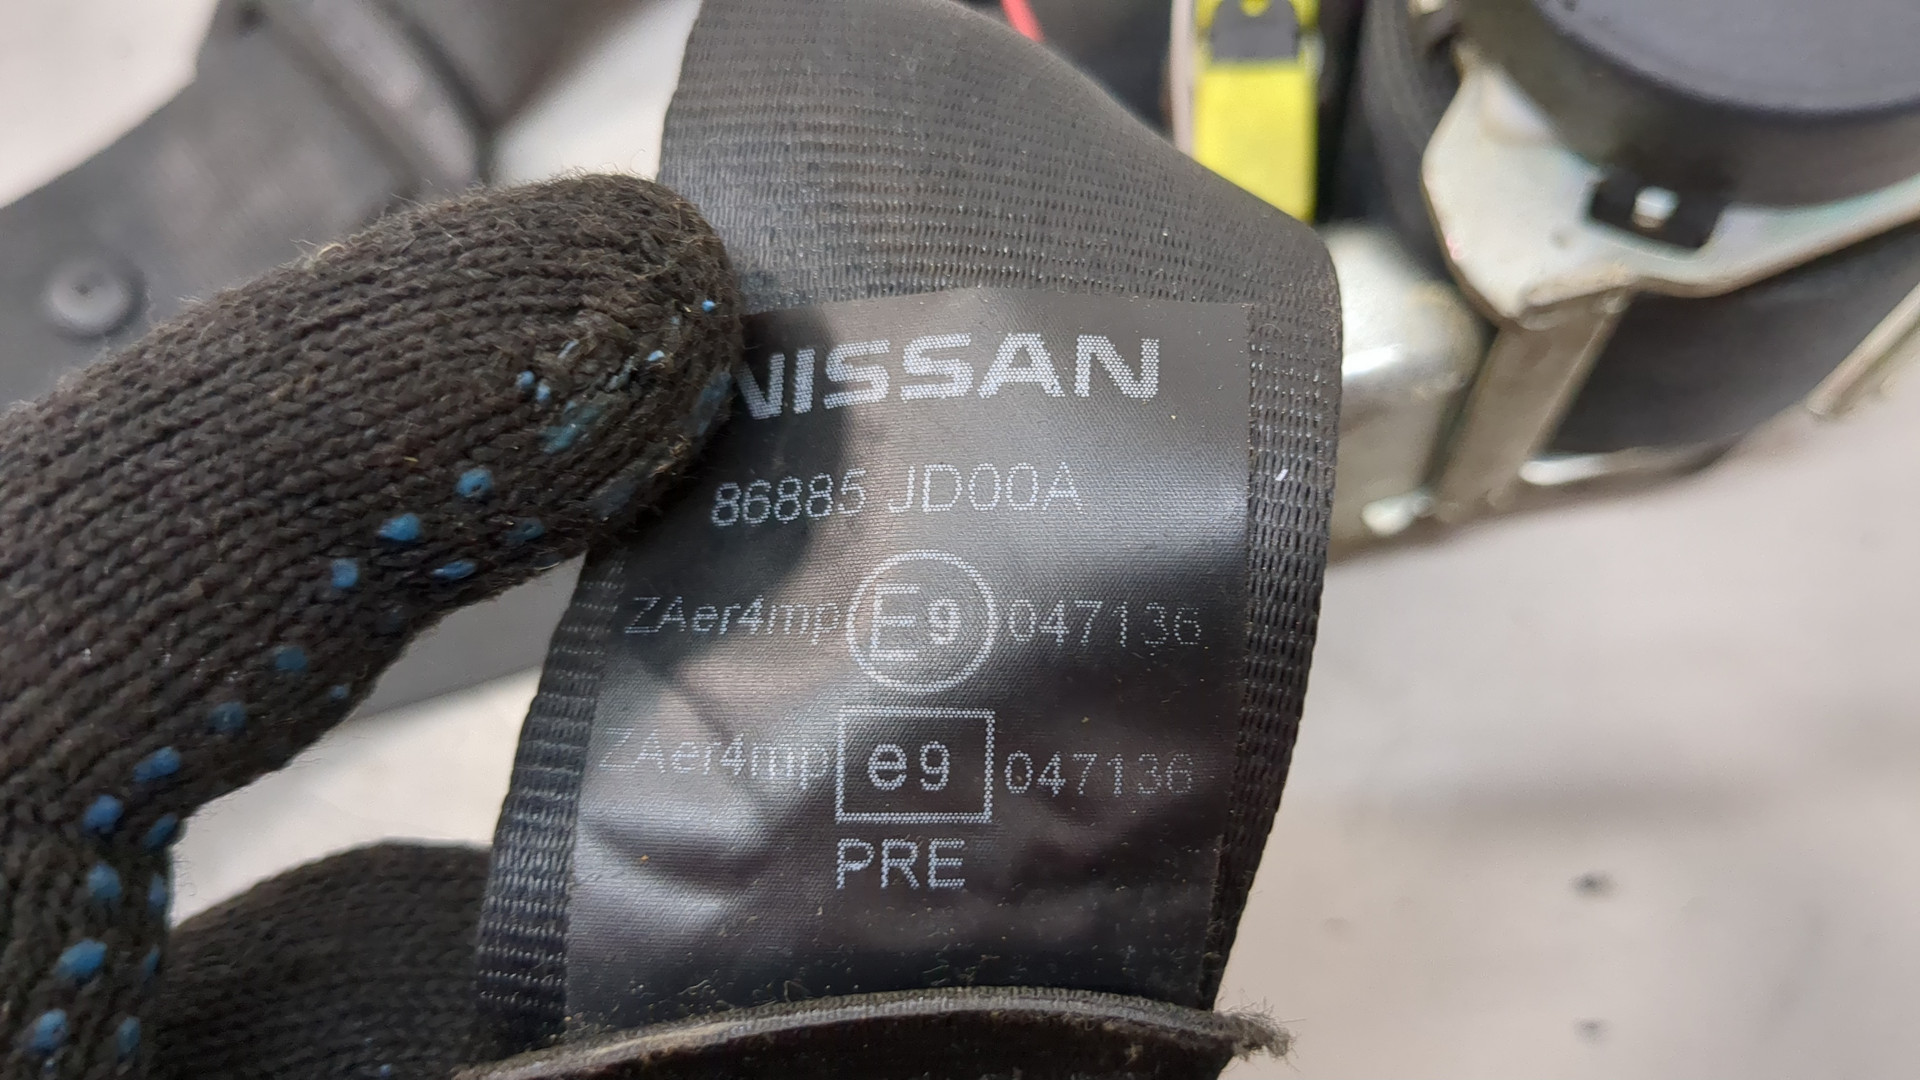 NISSAN
86885 JD00A
ZAer4mp E9 047136
ZAer4mp e9 047136
PRE